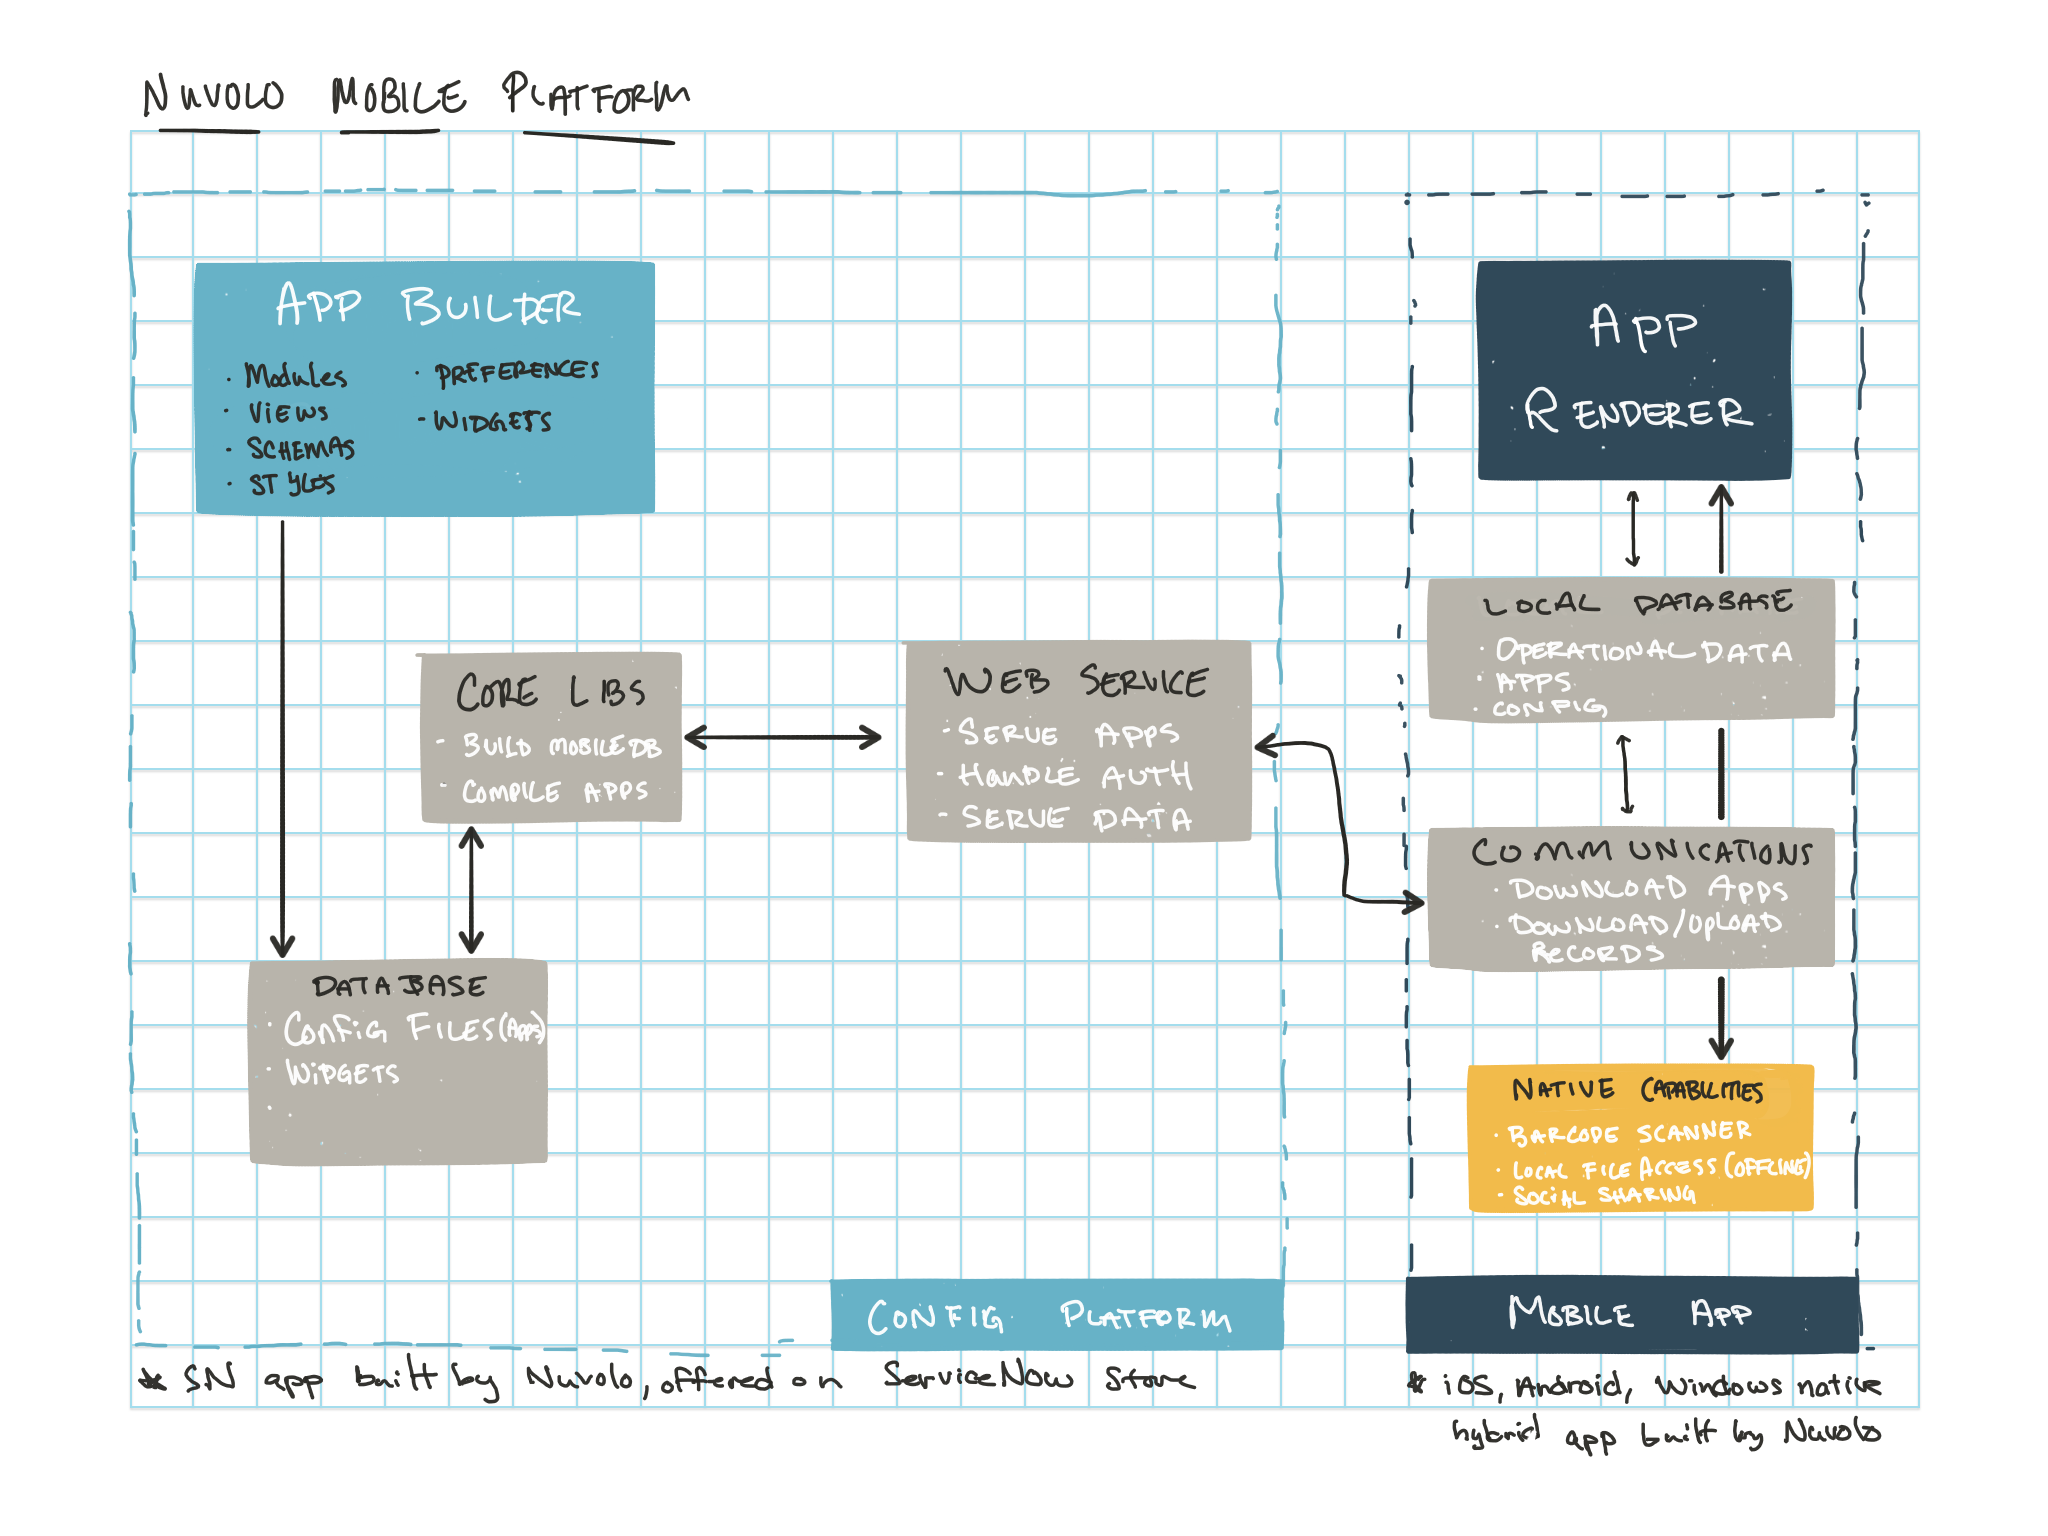 NUVOLO MOBILE PLATFORM
APP BUILDER
· Modules
· Views
· SCHEMAS
· STYLES
· PREFERENCES
- WIDGETS
CORE LIBS
- BUILD MOBILE DB
- COMPILE APPS
WEB SERVICE
- SERVE APPS
- HANDLE AUTH
- SERVE DATA
DATABASE
· CONFIG FILES (APPS)
· WIDGETS
CONFIG PLATFORM
* SN app built by Nuvolo, offered on ServiceNow Store
APP
RENDERER
LOCAL DATABASE
· OPERATIONAL DATA
· APPS
· CONFIG
COMMUNICATIONS
· DOWNLOAD APPS
· DOWNLOAD/UPLOAD
RECORDS
NATIVE CAPABILITIES
· BARCODE SCANNER
· LOCAL FILE ACCESS (OFFLINE)
· SOCIAL SHARING
MOBILE APP
* iOS, Android, Windows native
hybrid app built by Nuvolo